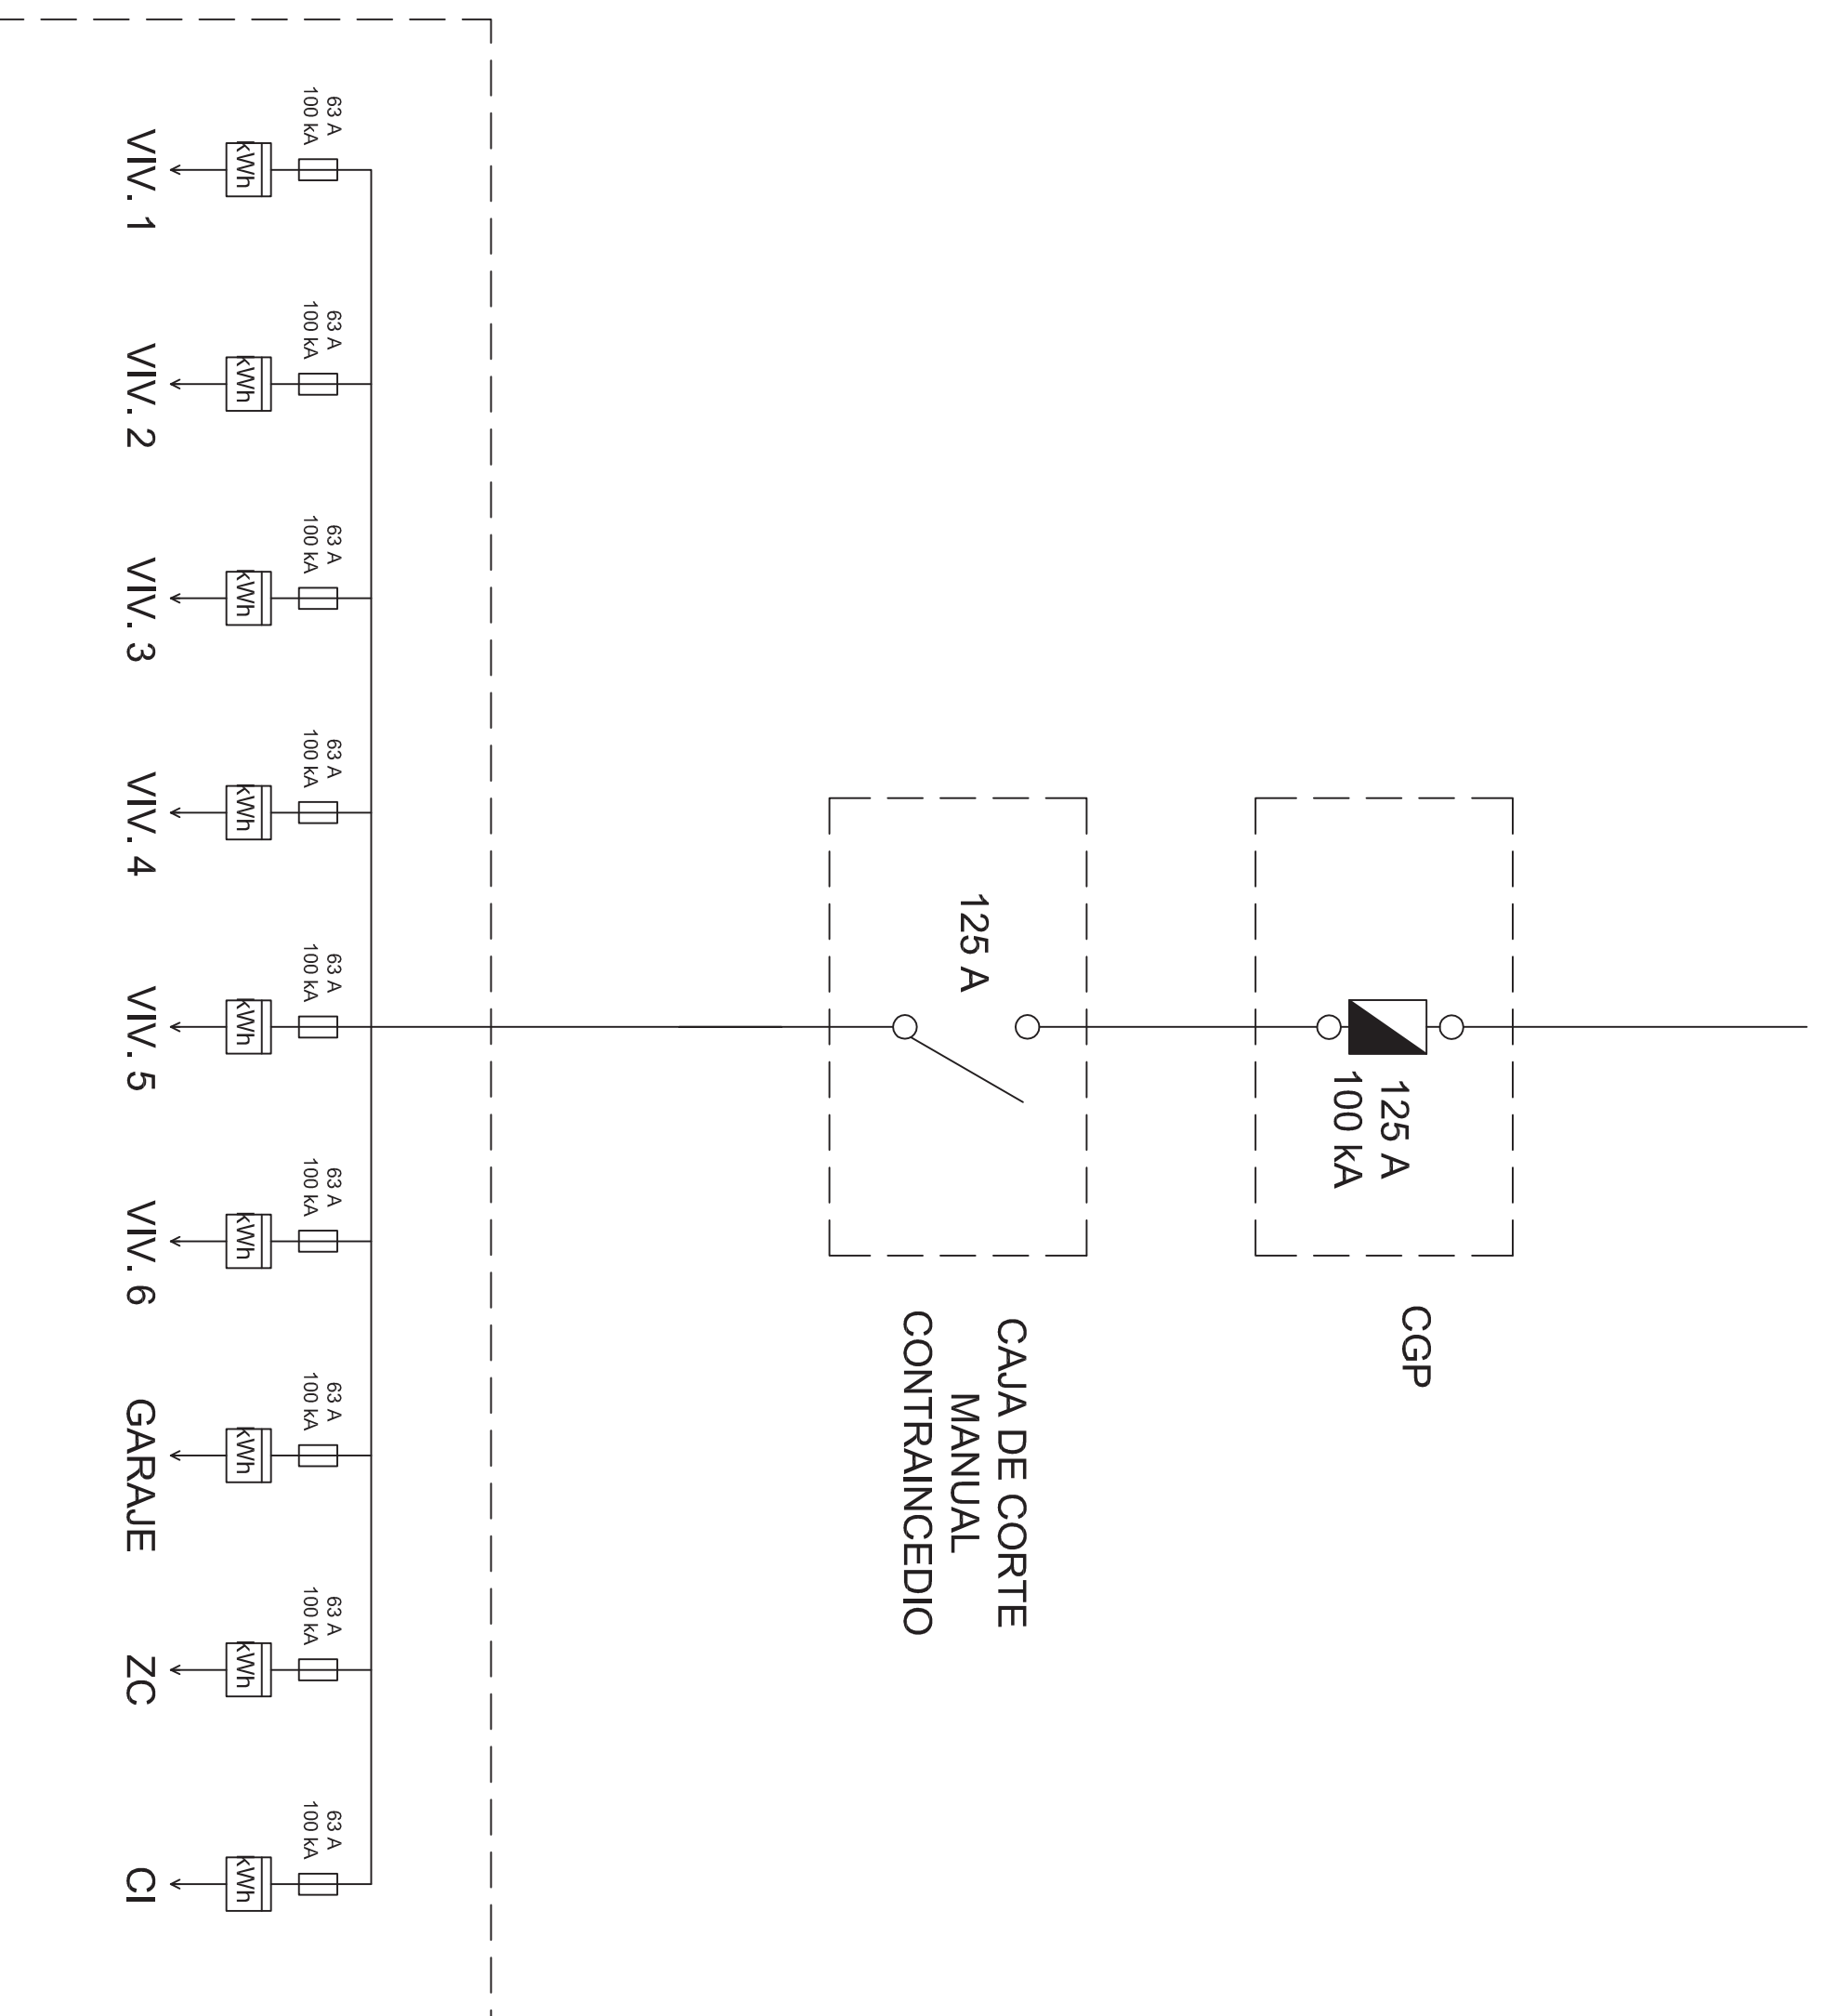 125 A
100 kA
CGP
125 A
CAJA DE CORTE
MANUAL
CONTRAINCEDIO
63 A
100 kA
63 A
100 kA
63 A
100 kA
63 A
100 kA
63 A
100 kA
63 A
100 kA
63 A
100 kA
63 A
100 kA
63 A
100 kA
kWh
kWh
kWh
kWh
kWh
kWh
kWh
kWh
kWh
VIV. 1
VIV. 2
VIV. 3
VIV. 4
VIV. 5
VIV. 6
GARAJE
ZC
CI